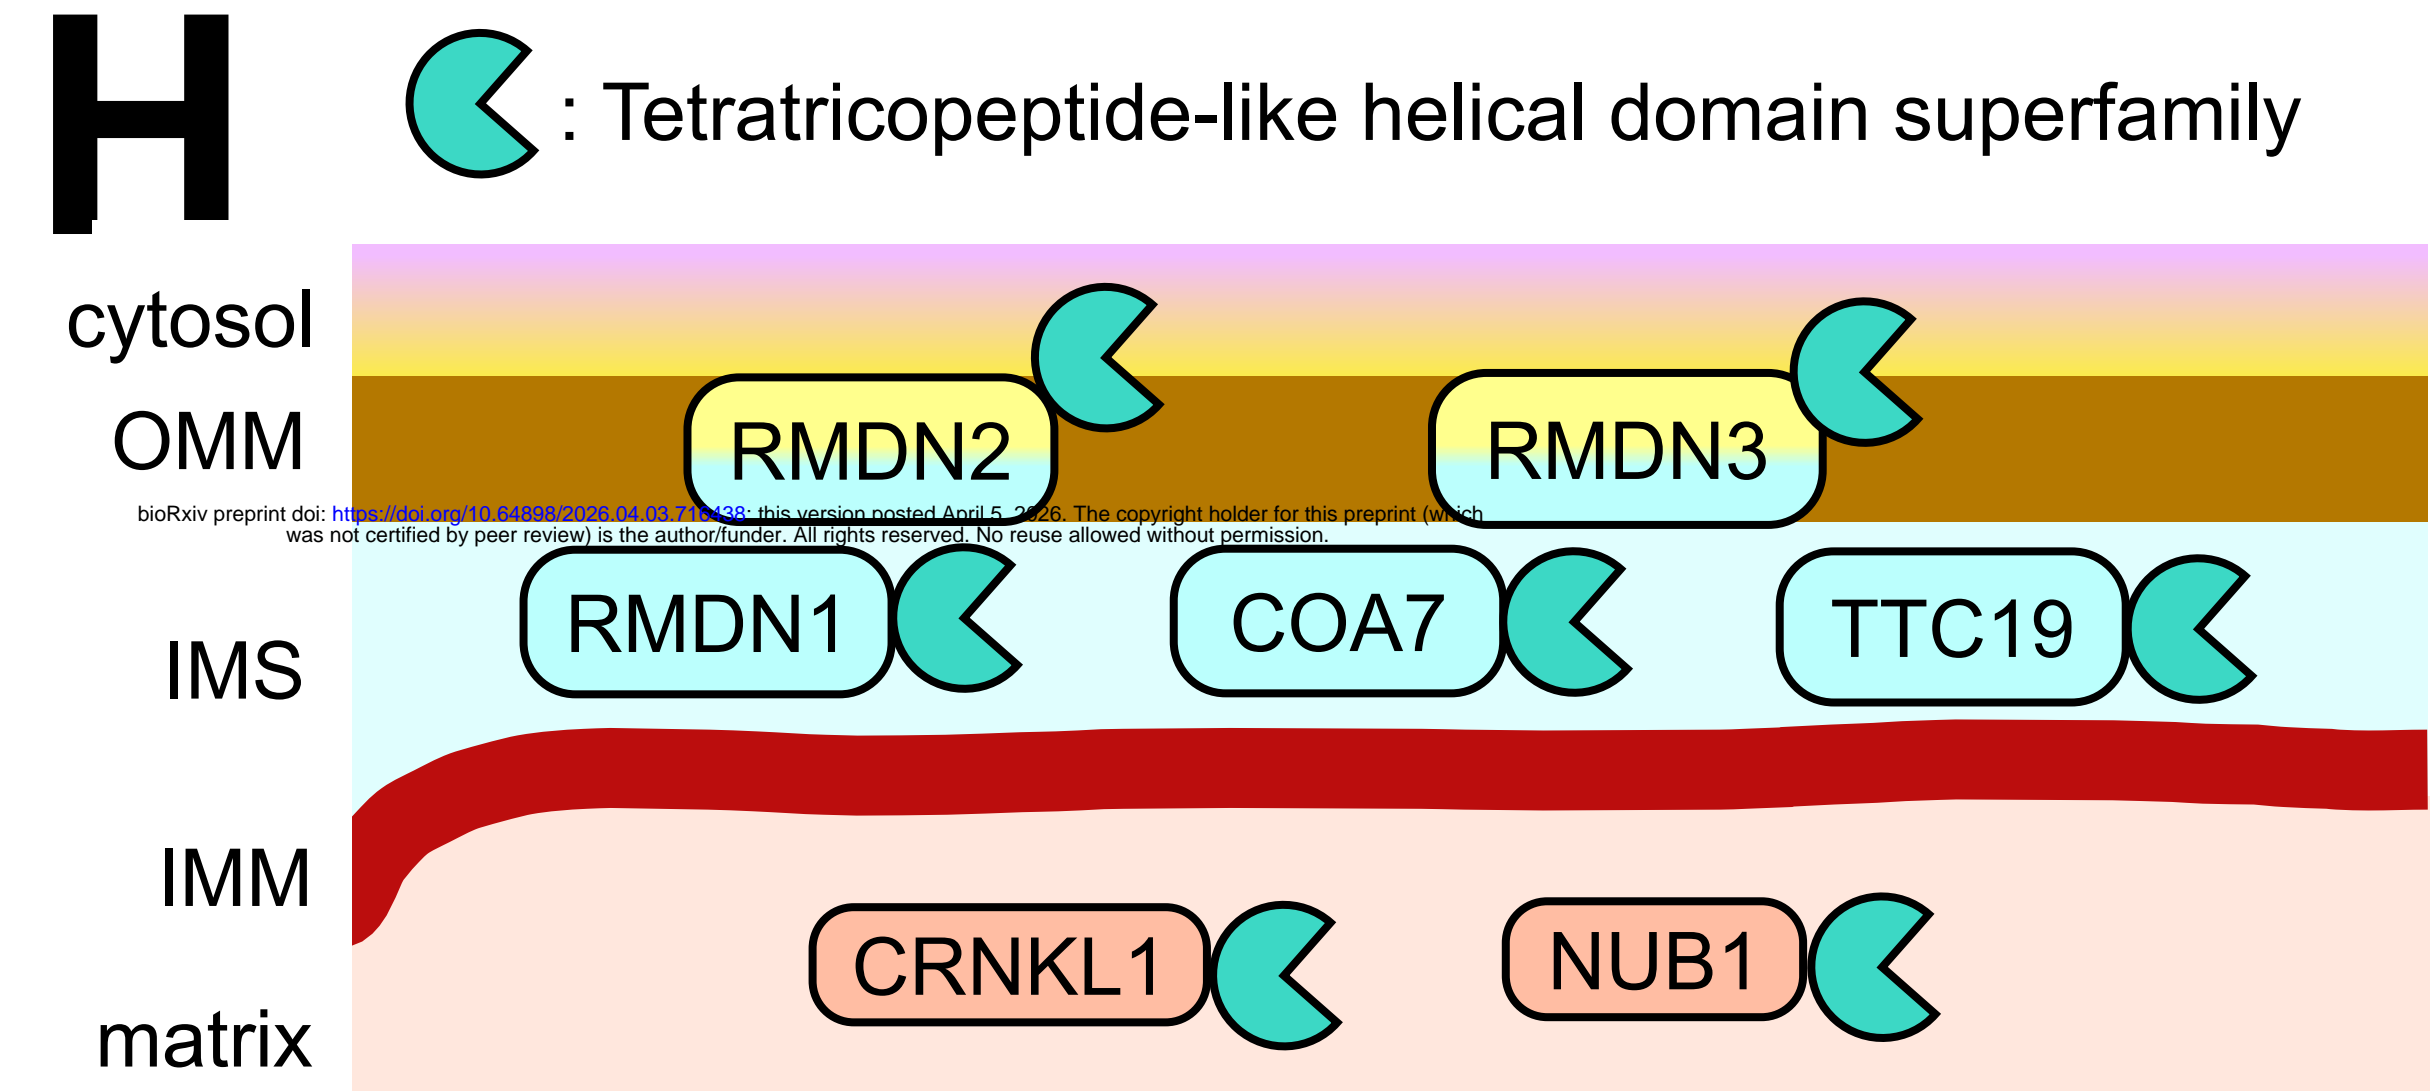 H
: Tetratricopeptide-like helical domain superfamily
cytosol
OMM
RMDN2
RMDN3
bioRxiv preprint doi: https://doi.org/10.64898/2026.04.03.716438; this version posted April 5, 2026. The copyright holder for this preprint (which
was not certified by peer review) is the author/funder. All rights reserved. No reuse allowed without permission.
IMS
RMDN1
COA7
TTC19
IMM
CRNKL1
NUB1
matrix